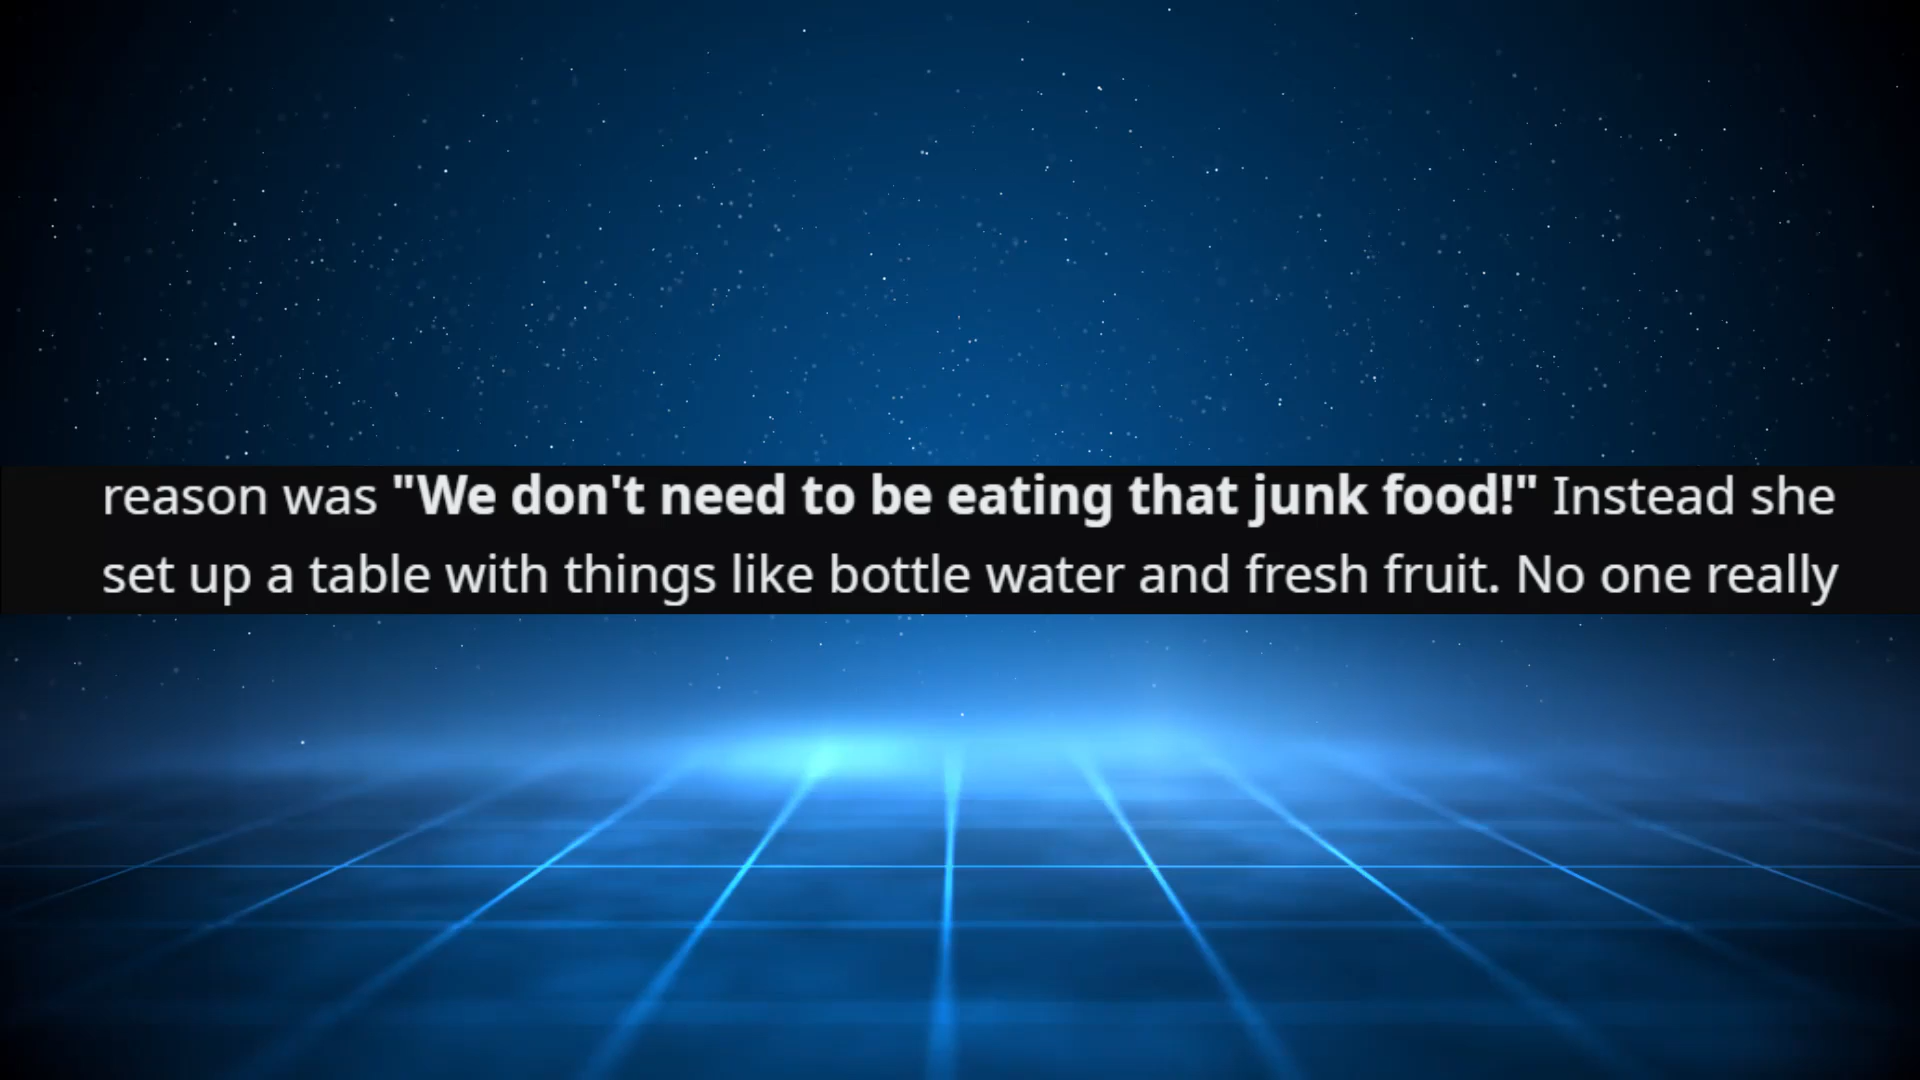 reason was "We don't need to be eating that junk food!" Instead she
set up a table with things like bottle water and fresh fruit. No one really